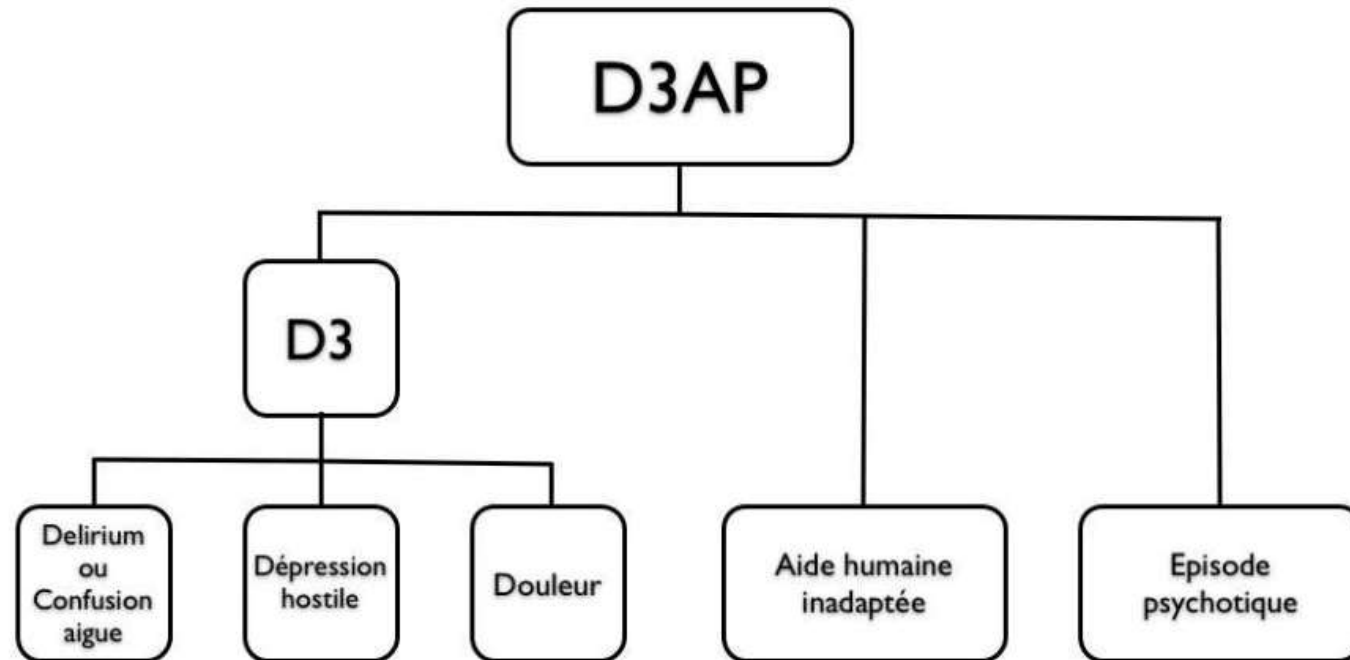 D3AP
D3
Delirium
ou
Confusion
aigue
Dépression
hostile
Douleur
Aide humaine
inadaptée
Episode
psychotique